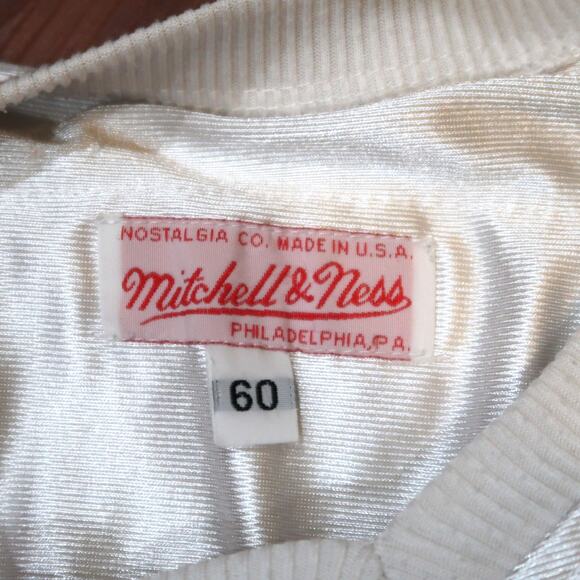 NOSTALGIA CO. MADE IN U.S.A.
Mitchell & Ness
PHILADELPHIA, PA.
60